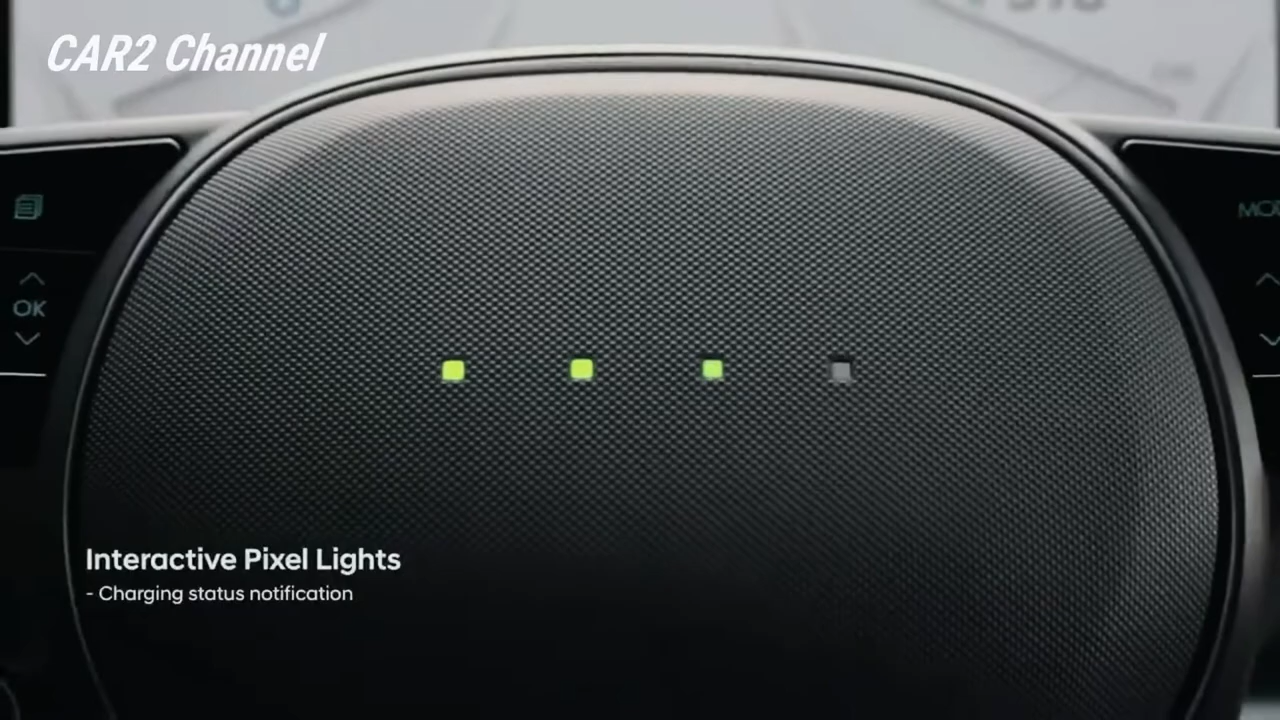 CAR2 Channel
OK
Interactive Pixel Lights
- Charging status notification